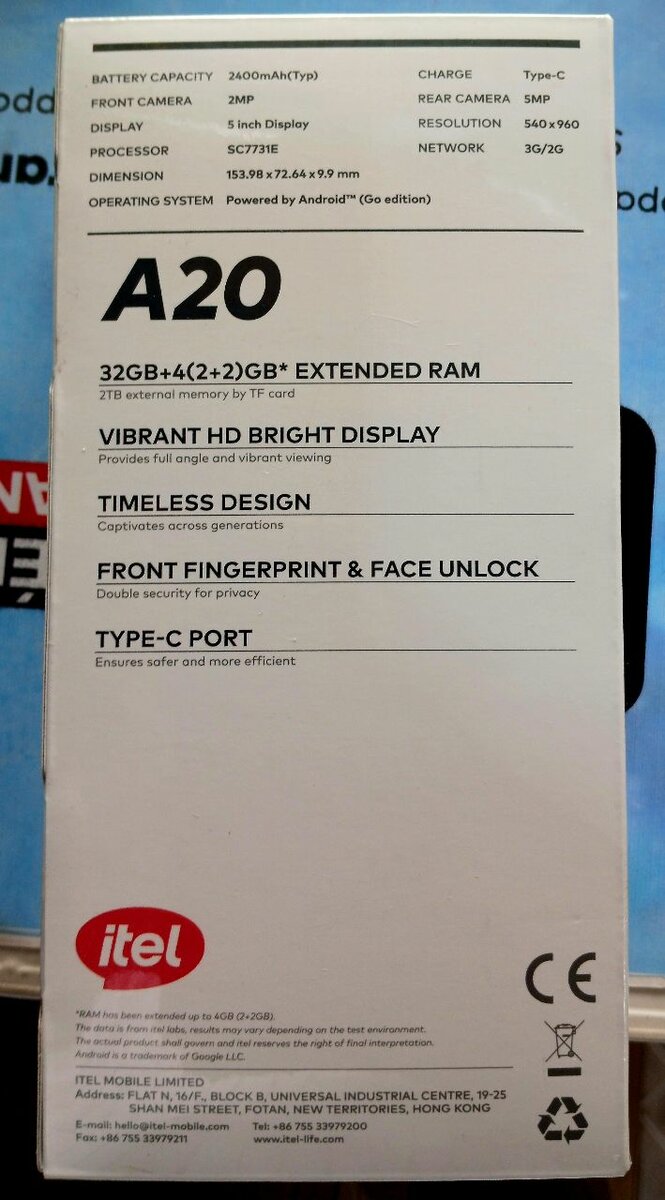 BATTERY CAPACITY 2400mAh(Typ) CHARGE Type-C
FRONT CAMERA 2MP REAR CAMERA 5MP
DISPLAY 5 inch Display RESOLUTION 540x960
PROCESSOR SC7731E NETWORK 3G/2G
DIMENSION 153.98x72.64x9.9 mm
OPERATING SYSTEM Powered by Android™ (Go edition)
A20
32GB+4(2+2)GB* EXTENDED RAM
2TB external memory by TF card
VIBRANT HD BRIGHT DISPLAY
Provides full angle and vibrant viewing
TIMELESS DESIGN
Captivates across generations
FRONT FINGERPRINT & FACE UNLOCK
Double security for privacy
TYPE-C PORT
Ensures safer and more efficient
itel
CE
*RAM has been extended up to 4GB (2+2GB).
The data is from itel labs, results may vary depending on the test environment.
The actual product shall govern and itel reserves the right of final interpretation.
Android is a trademark of Google LLC.
ITEL MOBILE LIMITED
Address: FLAT N, 16/F., BLOCK B, UNIVERSAL INDUSTRIAL CENTRE, 19-25
SHAN MEI STREET, FOTAN, NEW TERRITORIES, HONG KONG
E-mail: hello@itel-mobile.com Tel: +86 755 33979200
Fax: +86 755 33979211 www.itel-life.com